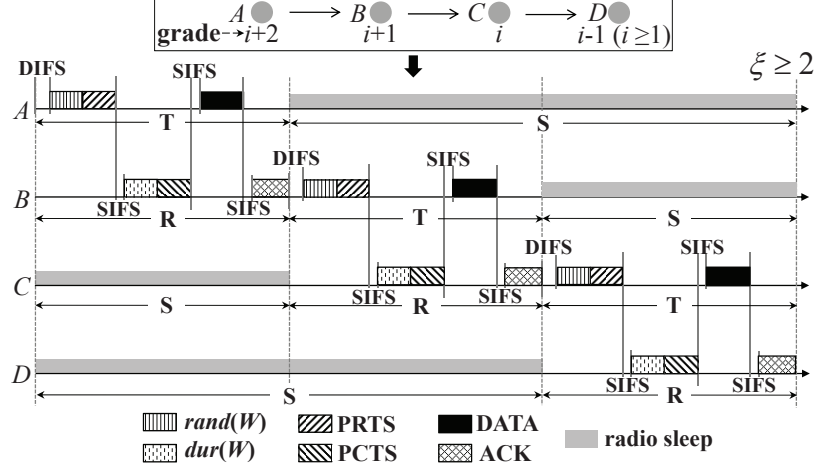 A B C D
grade i+2 i+1 i i-1 (i ≥1)
ξ ≥ 2
DIFS SIFS
A
T S
DIFS SIFS
B
SIFS SIFS
R T S
DIFS SIFS
C
SIFS SIFS
S R T
D
SIFS SIFS
S R
rand(W) PRTS DATA radio sleep
dur(W) PCTS ACK